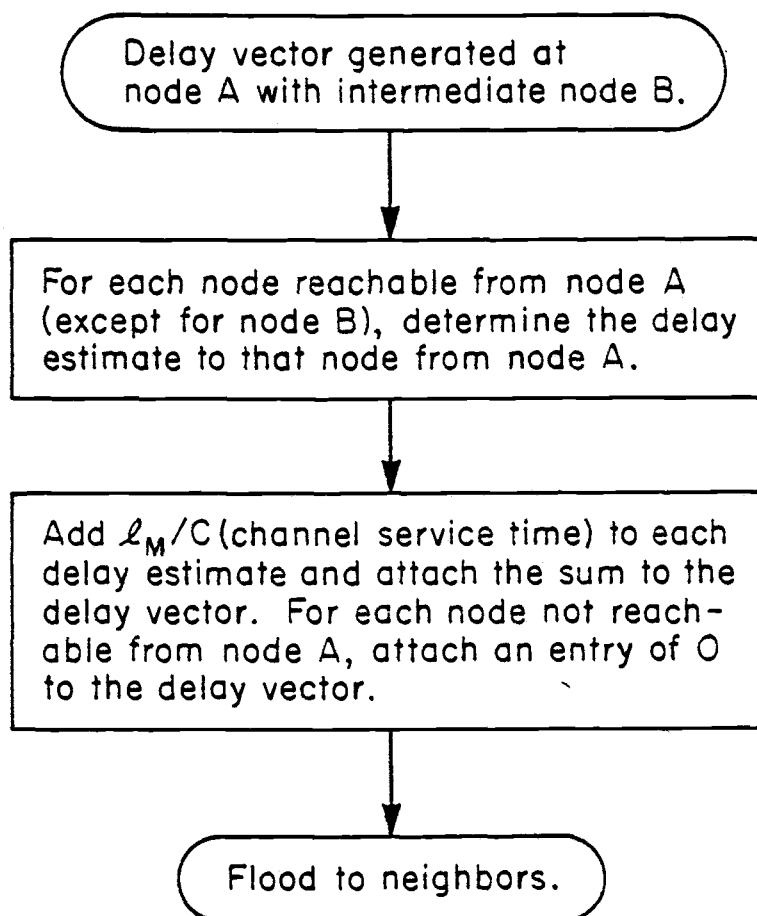 Delay vector generated at
node A with intermediate node B.
For each node reachable from node A
(except for node B), determine the delay
estimate to that node from node A.
Add ℓM/C (channel service time) to each
delay estimate and attach the sum to the
delay vector. For each node not reach-
able from node A, attach an entry of 0
to the delay vector.
Flood to neighbors.